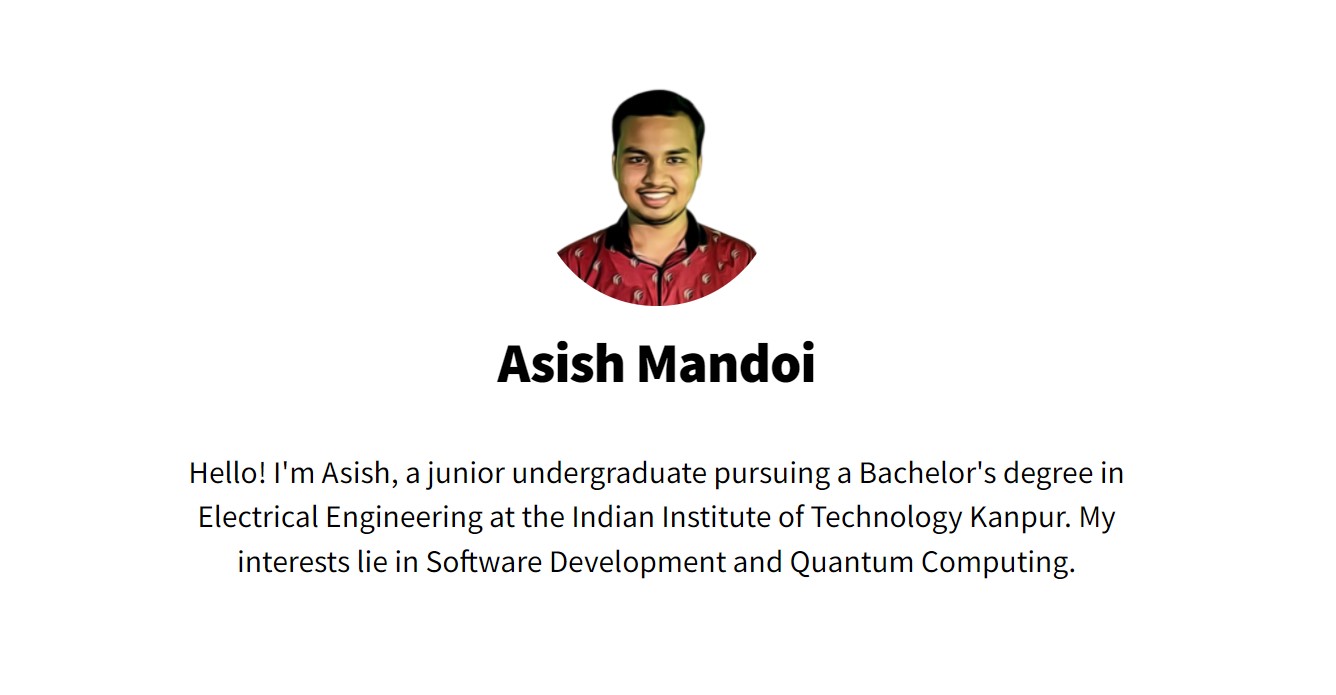 Asish Mandoi
Hello! I'm Asish, a junior undergraduate pursuing a Bachelor's degree in
Electrical Engineering at the Indian Institute of Technology Kanpur. My
interests lie in Software Development and Quantum Computing.